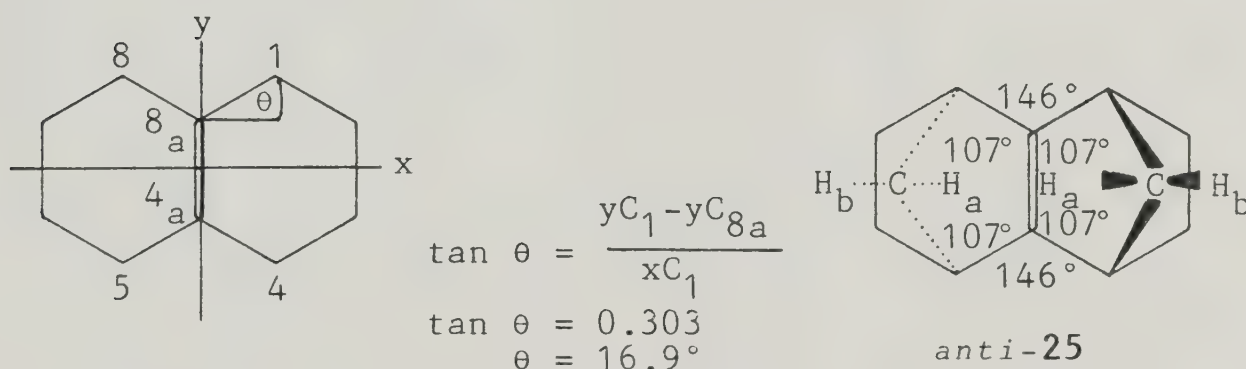 y
8 1
θ
8a
x
4a
5 4
tan θ = yC1-yC8a / xC1
tan θ = 0.303
θ = 16.9°
146°
107° 107°
Hb C Ha Ha C Hb
107° 107°
146°
anti-25